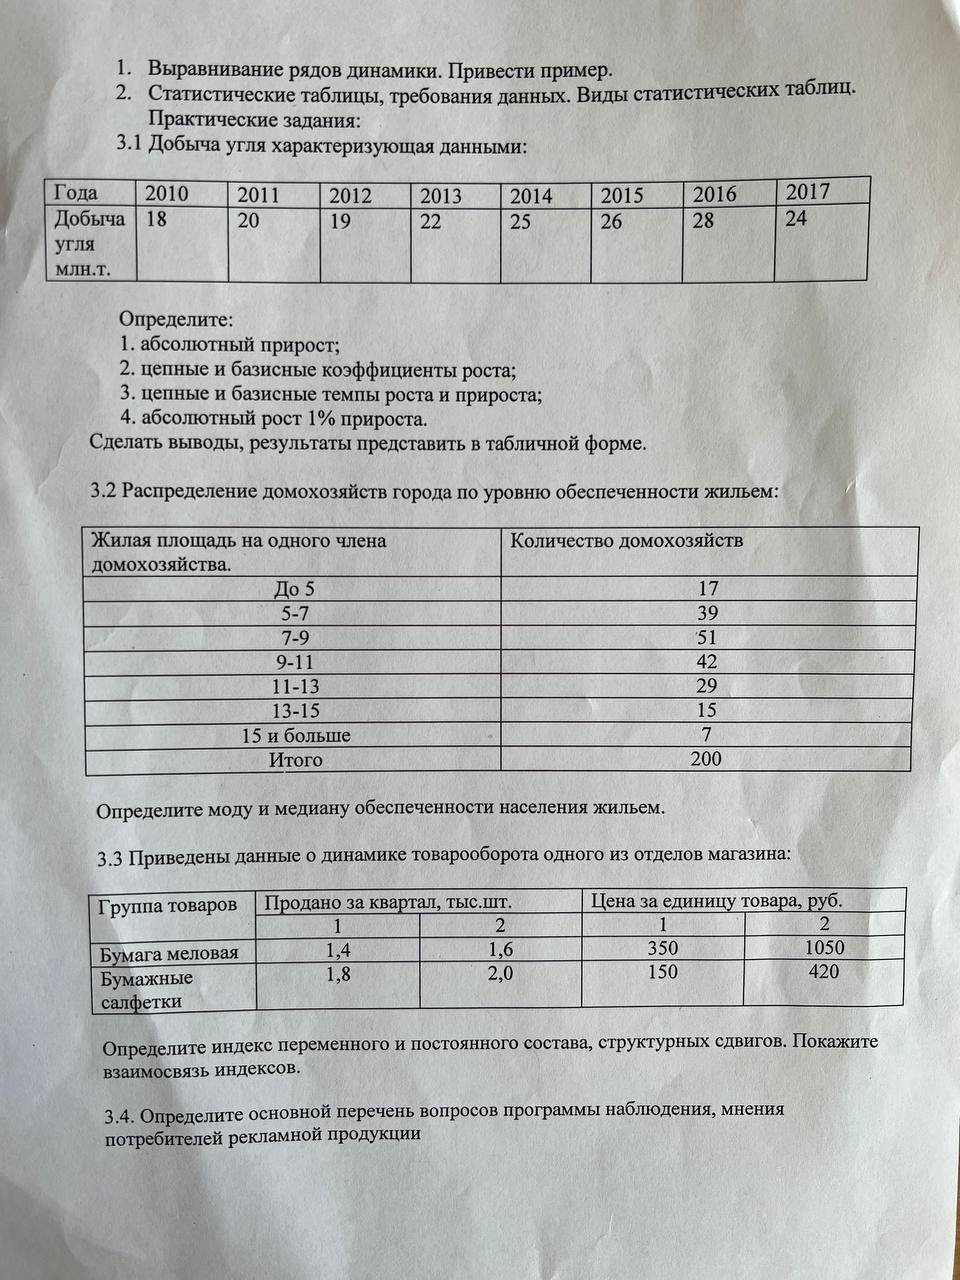 1. Выравнивание рядов динамики. Привести пример.
2. Статистические таблицы, требования данных. Виды статистических таблиц.
Практические задания:
3.1 Добыча угля характеризующая данными:
Года 2010 2011 2012 2013 2014 2015 2016 2017
Добыча 18 20 19 22 25 26 28 24
угля
млн.т.
Определите:
1. абсолютный прирост;
2. цепные и базисные коэффициенты роста;
3. цепные и базисные темпы роста и прироста;
4. абсолютный рост 1% прироста.
Сделать выводы, результаты представить в табличной форме.
3.2 Распределение домохозяйств города по уровню обеспеченности жильем:
Жилая площадь на одного члена Количество домохозяйств
домохозяйства.
До 5 17
5-7 39
7-9 51
9-11 42
11-13 29
13-15 15
15 и больше 7
Итого 200
Определите моду и медиану обеспеченности населения жильем.
3.3 Приведены данные о динамике товарооборота одного из отделов магазина:
Группа товаров Продано за квартал, тыс.шт. Цена за единицу товара, руб.
1 2 1 2
Бумага меловая 1,4 1,6 350 1050
Бумажные 1,8 2,0 150 420
салфетки
Определите индекс переменного и постоянного состава, структурных сдвигов. Покажите
взаимосвязь индексов.
3.4. Определите основной перечень вопросов программы наблюдения, мнения
потребителей рекламной продукции